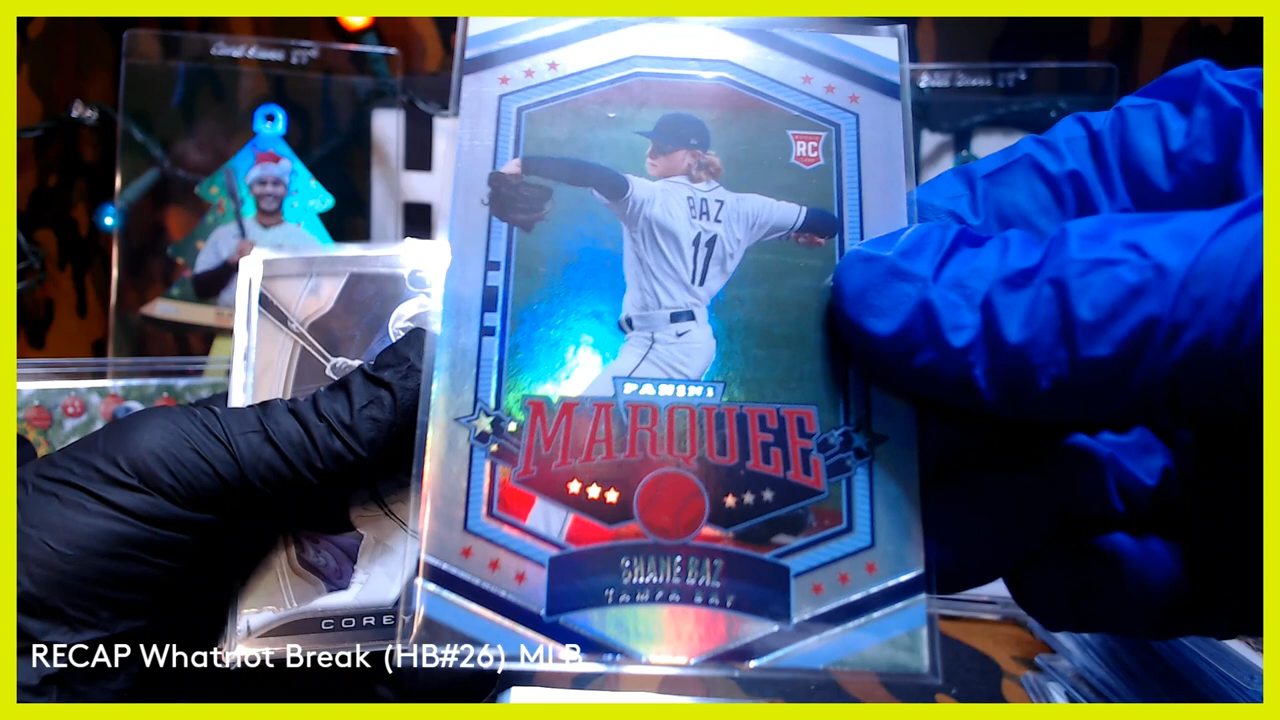 RC
BAZ
11
PANINI
MARQUEE
SHANE BAZ
TAMPA BAY
COREY
RECAP Whatnot Break (HB#26) MLB